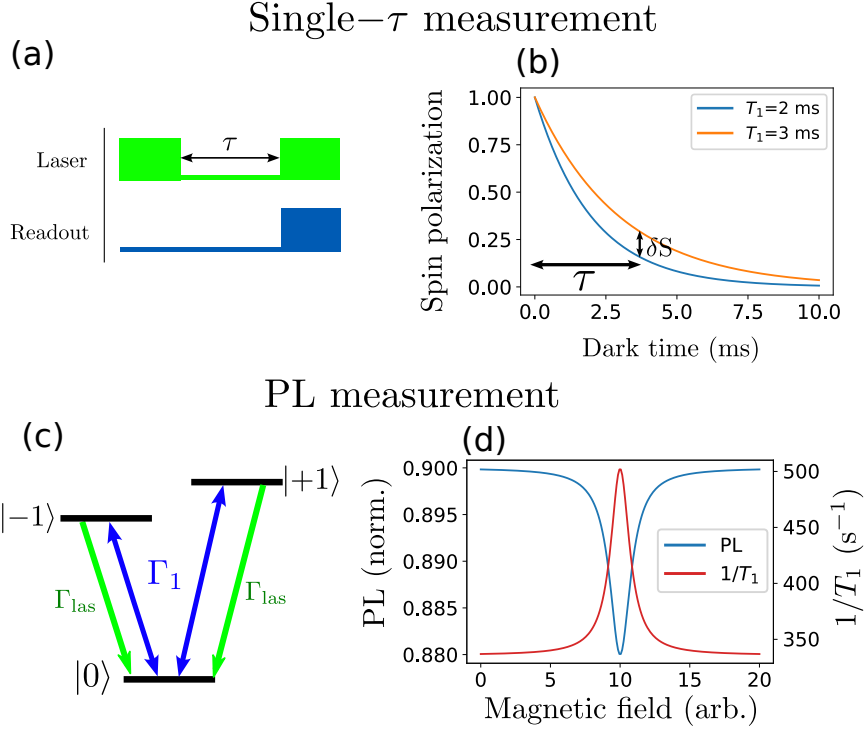 Single−τ measurement
(a)
Laser
τ
Readout
(b)
Spin polarization
1.00
0.75
0.50
0.25
0.00
T₁=2 ms
T₁=3 ms
δS
τ
0.0 2.5 5.0 7.5 10.0
Dark time (ms)
PL measurement
(c)
|−1⟩
|+1⟩
Γ₁
Γlas
Γlas
|0⟩
(d)
PL (norm.)
0.900
0.895
0.890
0.885
0.880
PL
1/T₁
500
450
400
350
1/T₁ (s⁻¹)
0 5 10 15 20
Magnetic field (arb.)